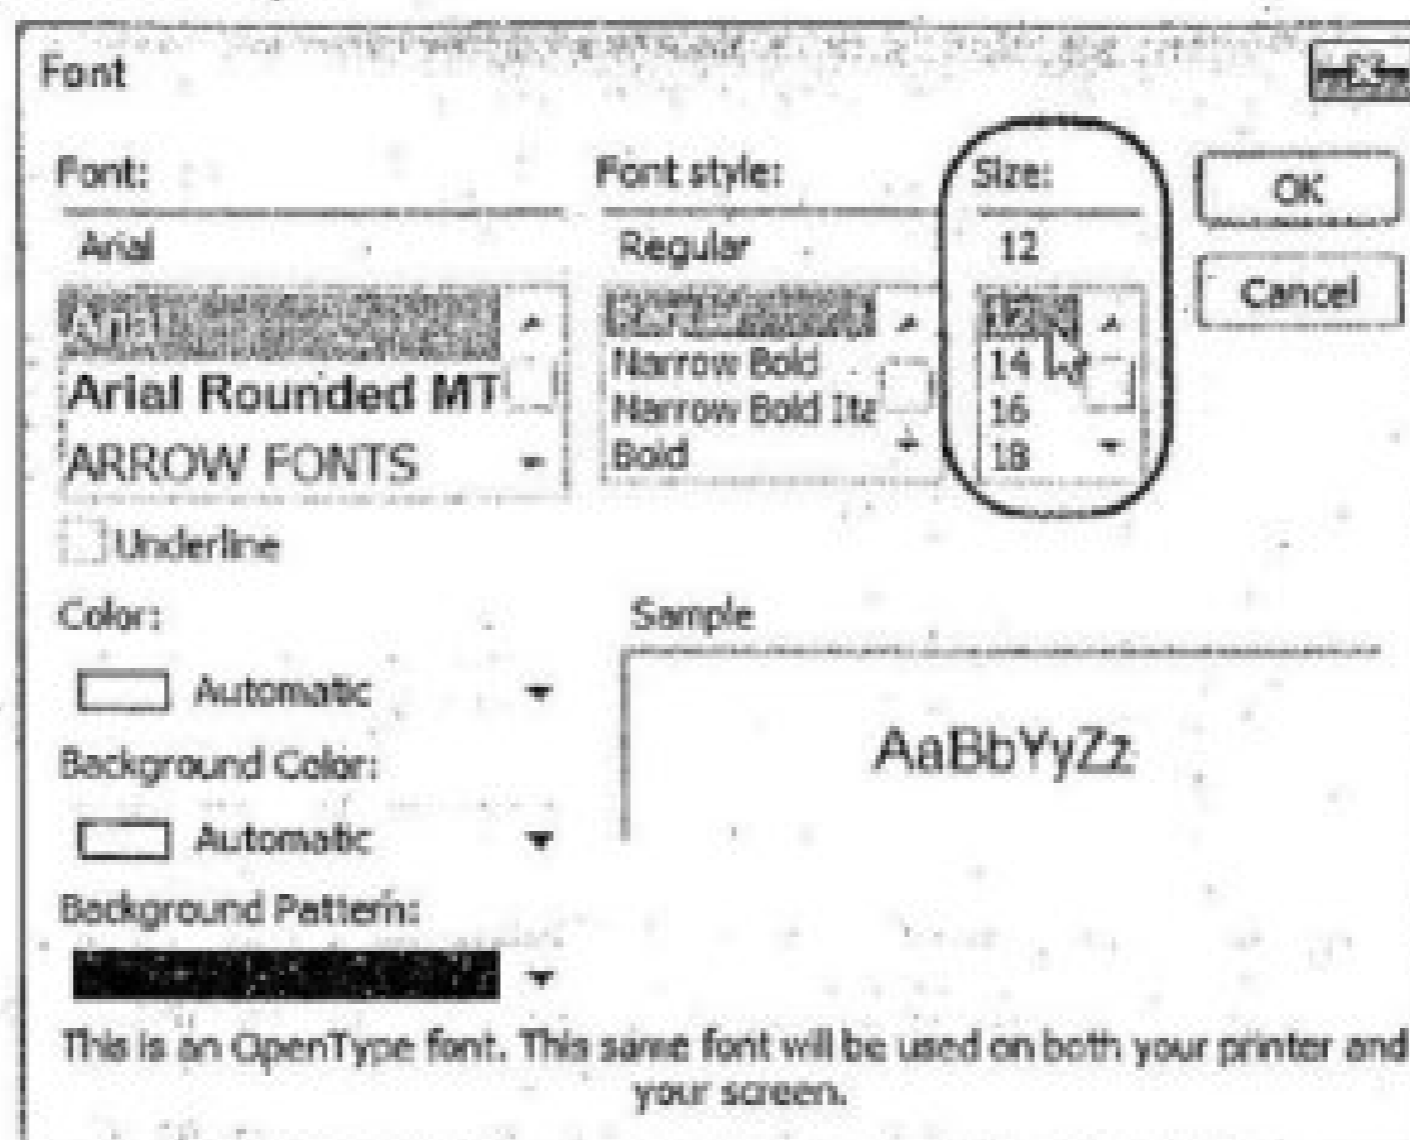 Font
Font:
Font style:
Size:
OK
Arial
Regular
12
Cancel
Arial
12
Arial Rounded MT
Narrow Bold
14
Narrow Bold Ita
16
ARROW FONTS
Bold
18
Underline
Color:
Sample
Automatic
AaBbYyZz
Background Color:
Automatic
Background Pattern:
This is an OpenType font. This same font will be used on both your printer and
your screen.